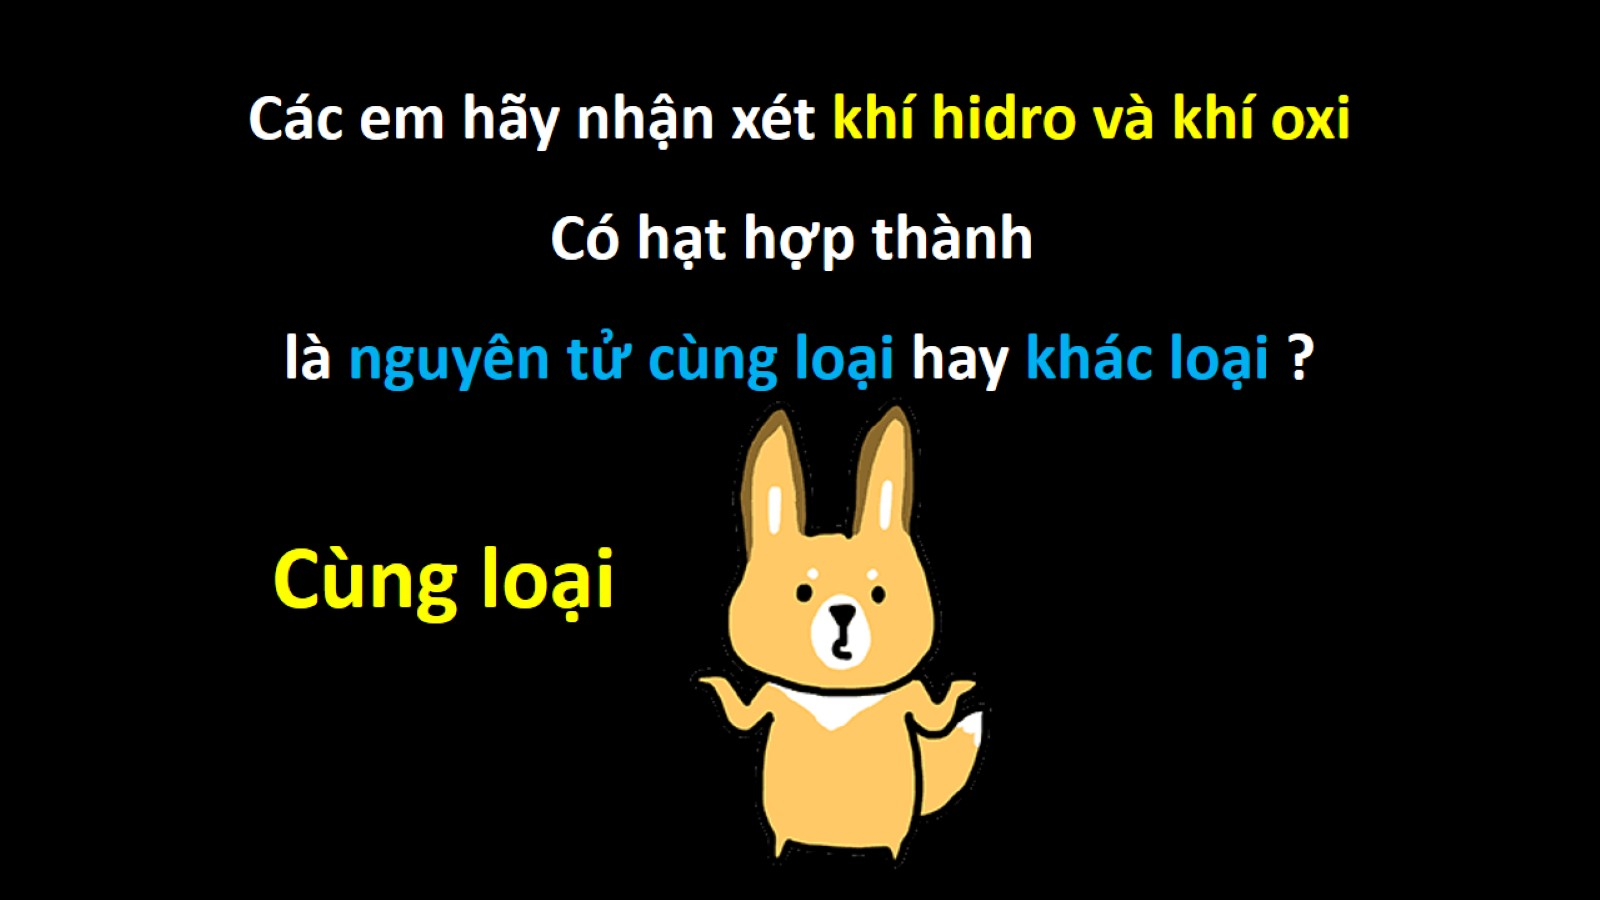 Các em hãy nhận xét khí hidro và khí oxi
Có hạt hợp thành
là nguyên tử cùng loại hay khác loại ?
Cùng loại